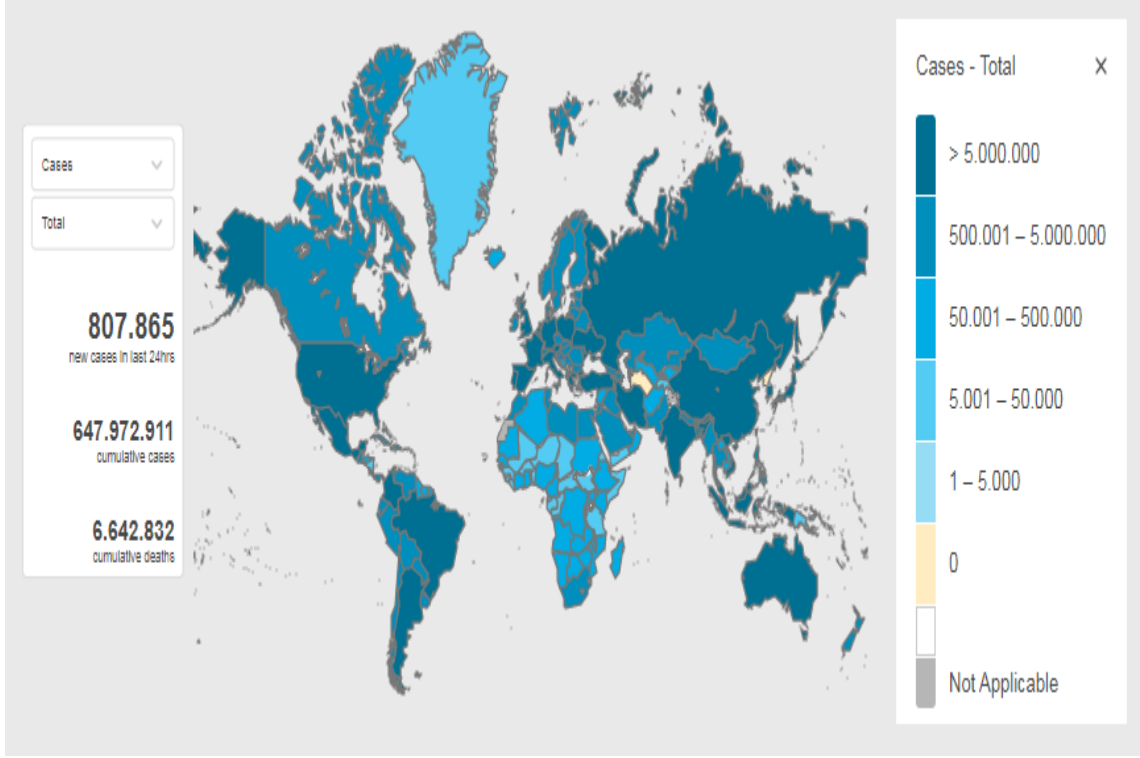 Cases
Total
807.865
new cases in last 24hrs
647.972.911
cumulative cases
6.642.832
cumulative deaths
Cases - Total
> 5.000.000
500.001 – 5.000.000
50.001 – 500.000
5.001 – 50.000
1 – 5.000
0
Not Applicable